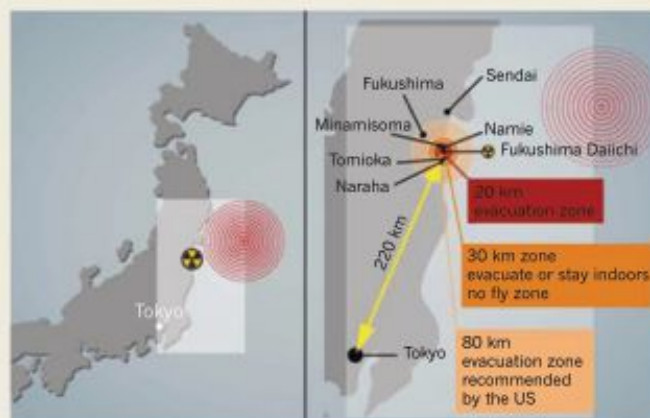 Tokyo
Fukushima
Sendai
Minamisoma
Namie
Fukushima Daiichi
Tomioka
Naraha
20 km
evacuation zone
220 km
30 km zone
evacuate or stay indoors
no fly zone
Tokyo
80 km
evacuation zone
recommended
by the US